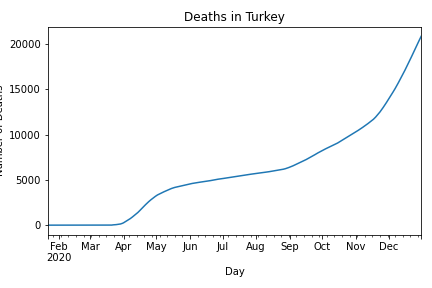 Deaths in Turkey
Number of Deaths
20000
15000
10000
5000
0
Feb Mar Apr May Jun Jul Aug Sep Oct Nov Dec
2020
Day